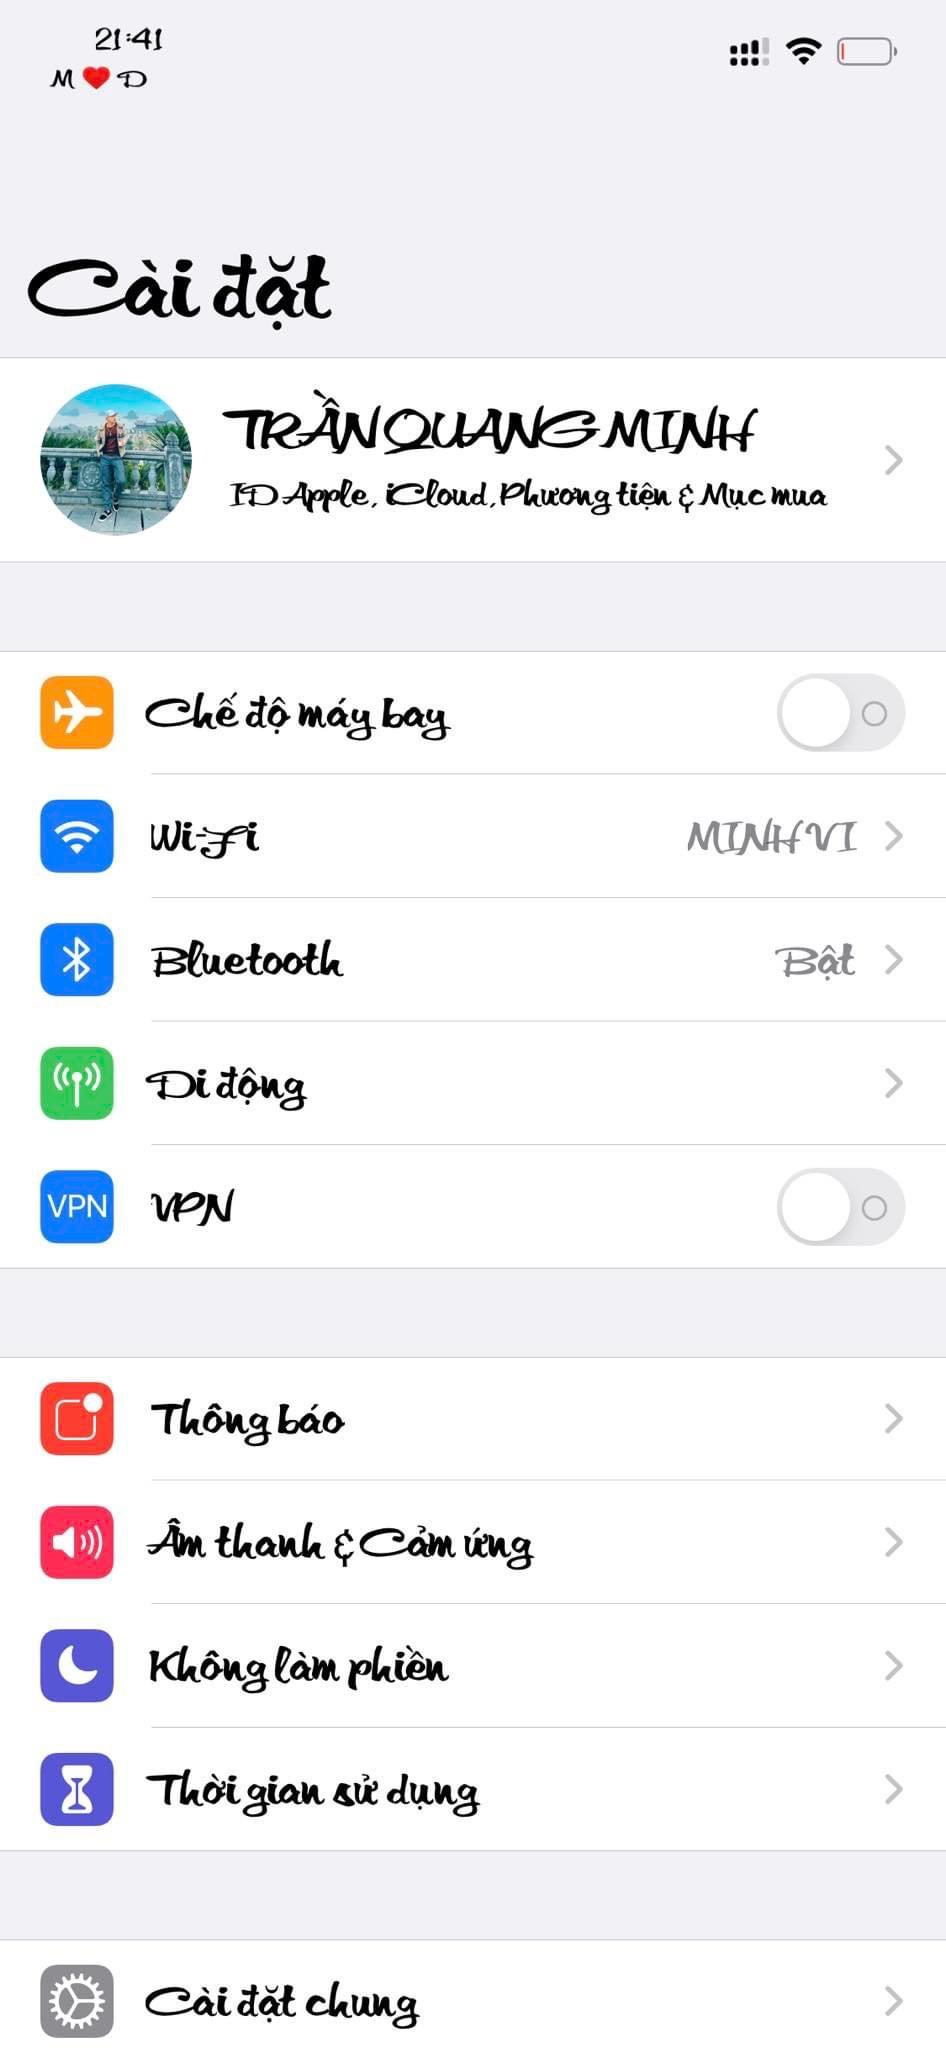 21:41
M ❤️ D
Cài đặt
TRẦN QUANG MINH
ID Apple, iCloud, Phương tiện & Mục mua
Chế độ máy bay
Wi-Fi MINH VI
Bluetooth Bật
Di động
VPN VPN
Thông báo
Âm thanh & Cảm ứng
Không làm phiền
Thời gian sử dụng
Cài đặt chung